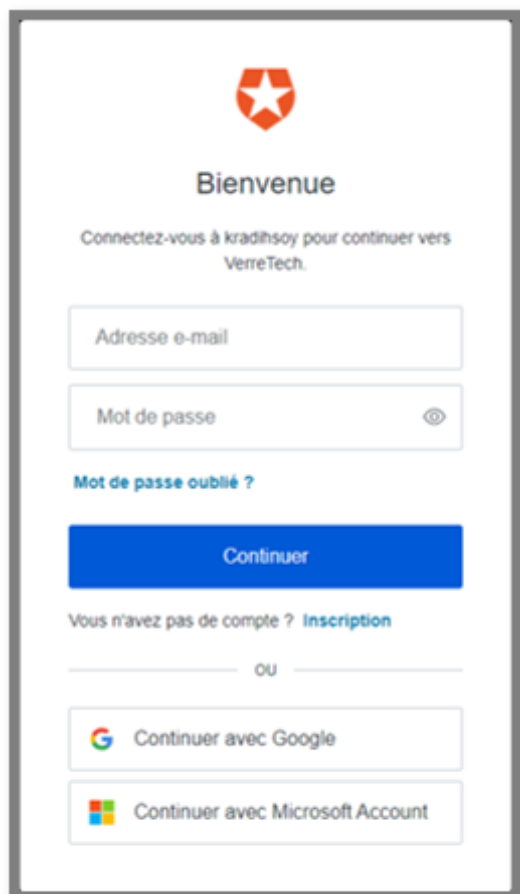 Bienvenue
Connectez-vous à kradihsoy pour continuer vers
VerreTech.
Adresse e-mail
Mot de passe
Mot de passe oublié ?
Continuer
Vous n'avez pas de compte ? Inscription
OU
Continuer avec Google
Continuer avec Microsoft Account